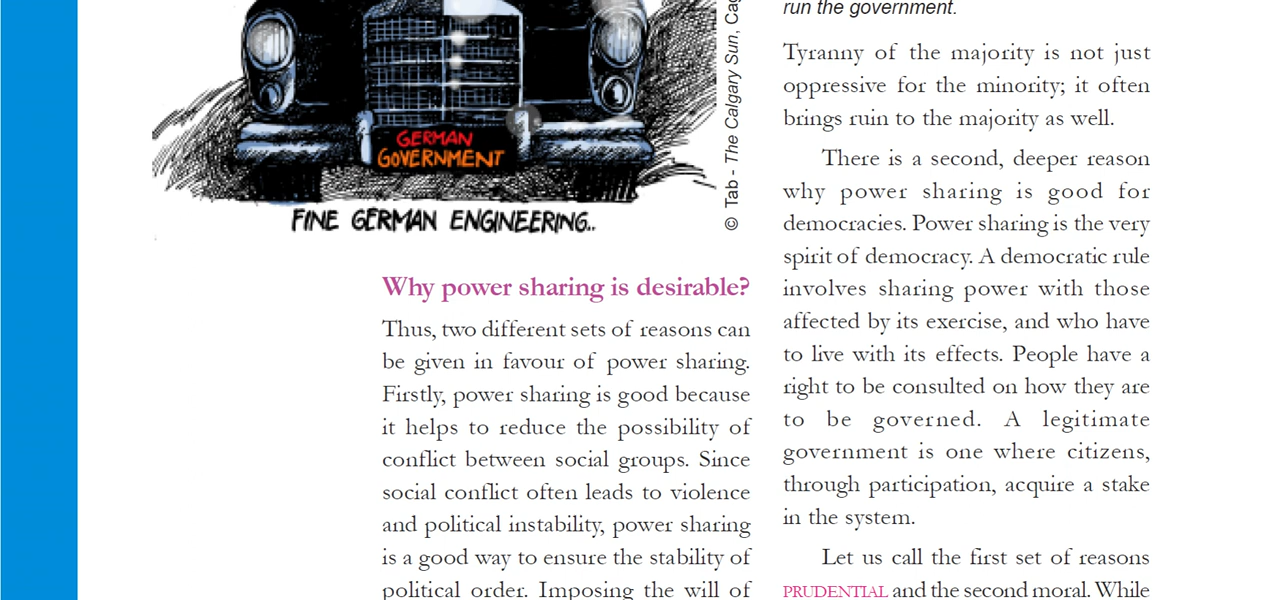 GERMAN
GOVERNMENT
FINE GERMAN ENGINEERING..
© Tab - The Calgary Sun,
Why power sharing is desirable?
Thus, two different sets of reasons can
be given in favour of power sharing.
Firstly, power sharing is good because
it helps to reduce the possibility of
conflict between social groups. Since
social conflict often leads to violence
and political instability, power sharing
is a good way to ensure the stability of
political order. Imposing the will of
run the government.
Tyranny of the majority is not just
oppressive for the minority; it often
brings ruin to the majority as well.
There is a second, deeper reason
why power sharing is good for
democracies. Power sharing is the very
spirit of democracy. A democratic rule
involves sharing power with those
affected by its exercise, and who have
to live with its effects. People have a
right to be consulted on how they are
to be governed. A legitimate
government is one where citizens,
through participation, acquire a stake
in the system.
Let us call the first set of reasons
PRUDENTIAL and the second moral. While